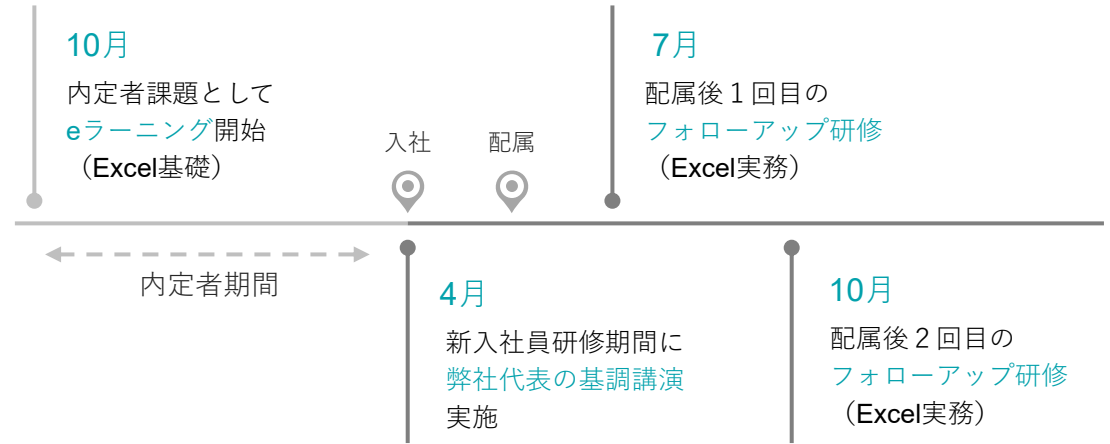 10月
内定者課題として
eラーニング開始
（Excel基礎）
入社
配属
7月
配属後１回目の
フォローアップ研修
（Excel実務）
内定者期間
4月
新入社員研修期間に
弊社代表の基調講演
実施
10月
配属後２回目の
フォローアップ研修
（Excel実務）